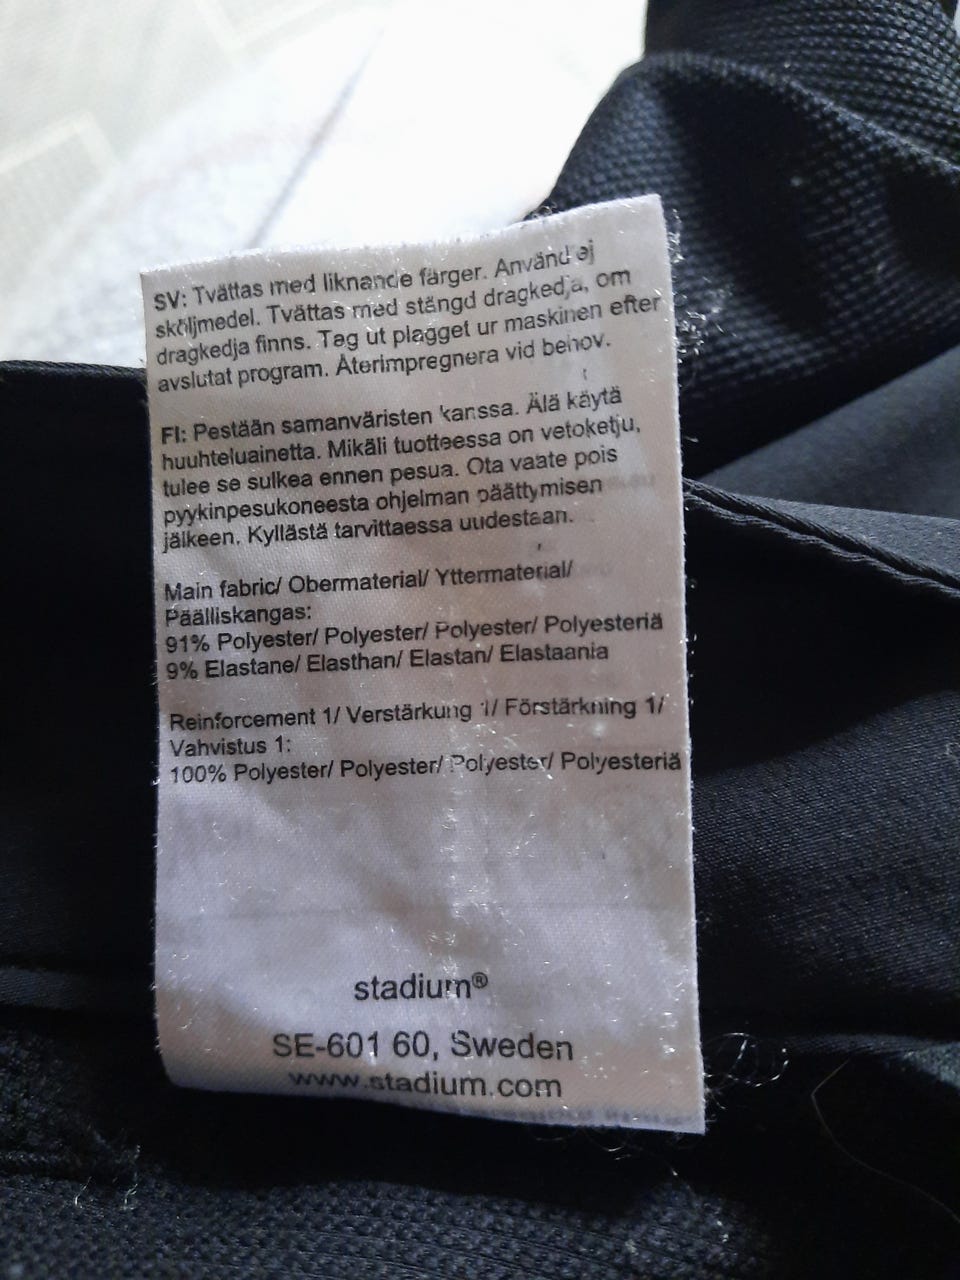 SV: Tvättas med liknande färger. Använd ej
sköljmedel. Tvättas med stängd dragkedja, om
dragkedja finns. Tag ut plagget ur maskinen efter
avslutat program. Återimpregnera vid behov.
FI: Pestään samanväristen kanssa. Älä käytä
huuhteluainetta. Mikäli tuotteessa on vetoketju,
tulee se sulkea ennen pesua. Ota vaate pois
pyykinpesukoneesta ohjelman päättymisen
jälkeen. Kyllästä tarvittaessa uudestaan.
Main fabric/ Obermaterial/ Yttermaterial/
Päälliskangas:
91% Polyester/ Polyester/ Polyester/ Polyesteriä
9% Elastane/ Elasthan/ Elastan/ Elastaania
Reinforcement 1/ Verstärkung 1/ Förstärkning 1/
Vahvistus 1:
100% Polyester/ Polyester/ Polyester/ Polyesteriä
stadium®
SE-601 60, Sweden
www.stadium.com